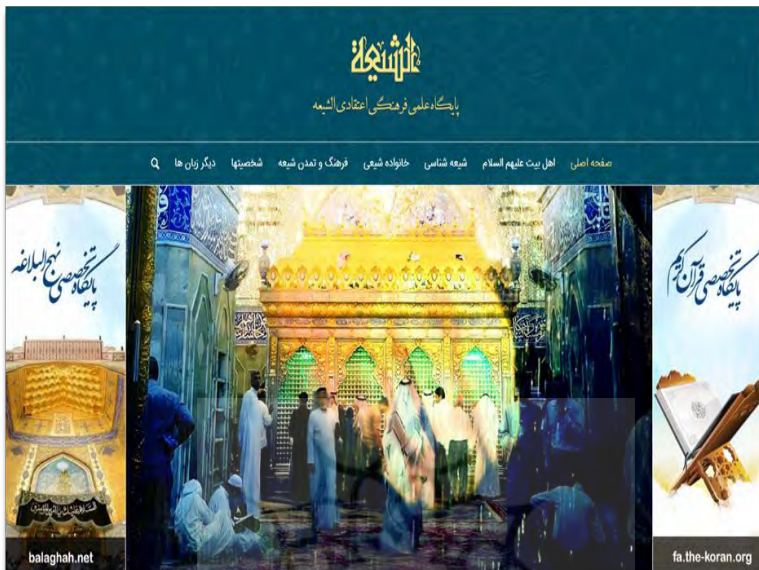 الشیعة
پایگاه علمی فرهنگی اعتقادی الشیعه
صفحه اصلی اهل بیت علیهم السلام شیعه شناسی خانواده شیعی فرهنگ و تمدن شیعه شخصیتها دیگر زبان ها
پایگاه تخصصی قرآن کریم
fa.the-koran.org
پایگاه تخصصی نهج البلاغه
balaghah.net